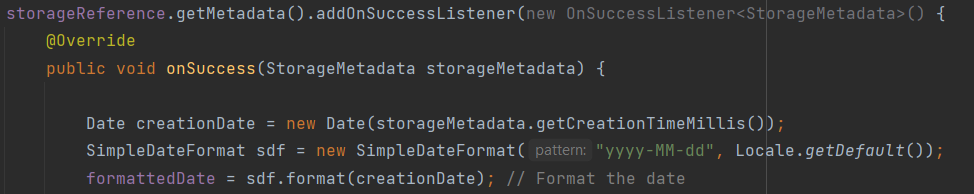 storageReference.getMetadata().addOnSuccessListener(new OnSuccessListener<StorageMetadata>() {
@Override
public void onSuccess(StorageMetadata storageMetadata) {
Date creationDate = new Date(storageMetadata.getCreationTimeMillis());
SimpleDateFormat sdf = new SimpleDateFormat( pattern: "yyyy-MM-dd", Locale.getDefault());
formattedDate = sdf.format(creationDate); // Format the date